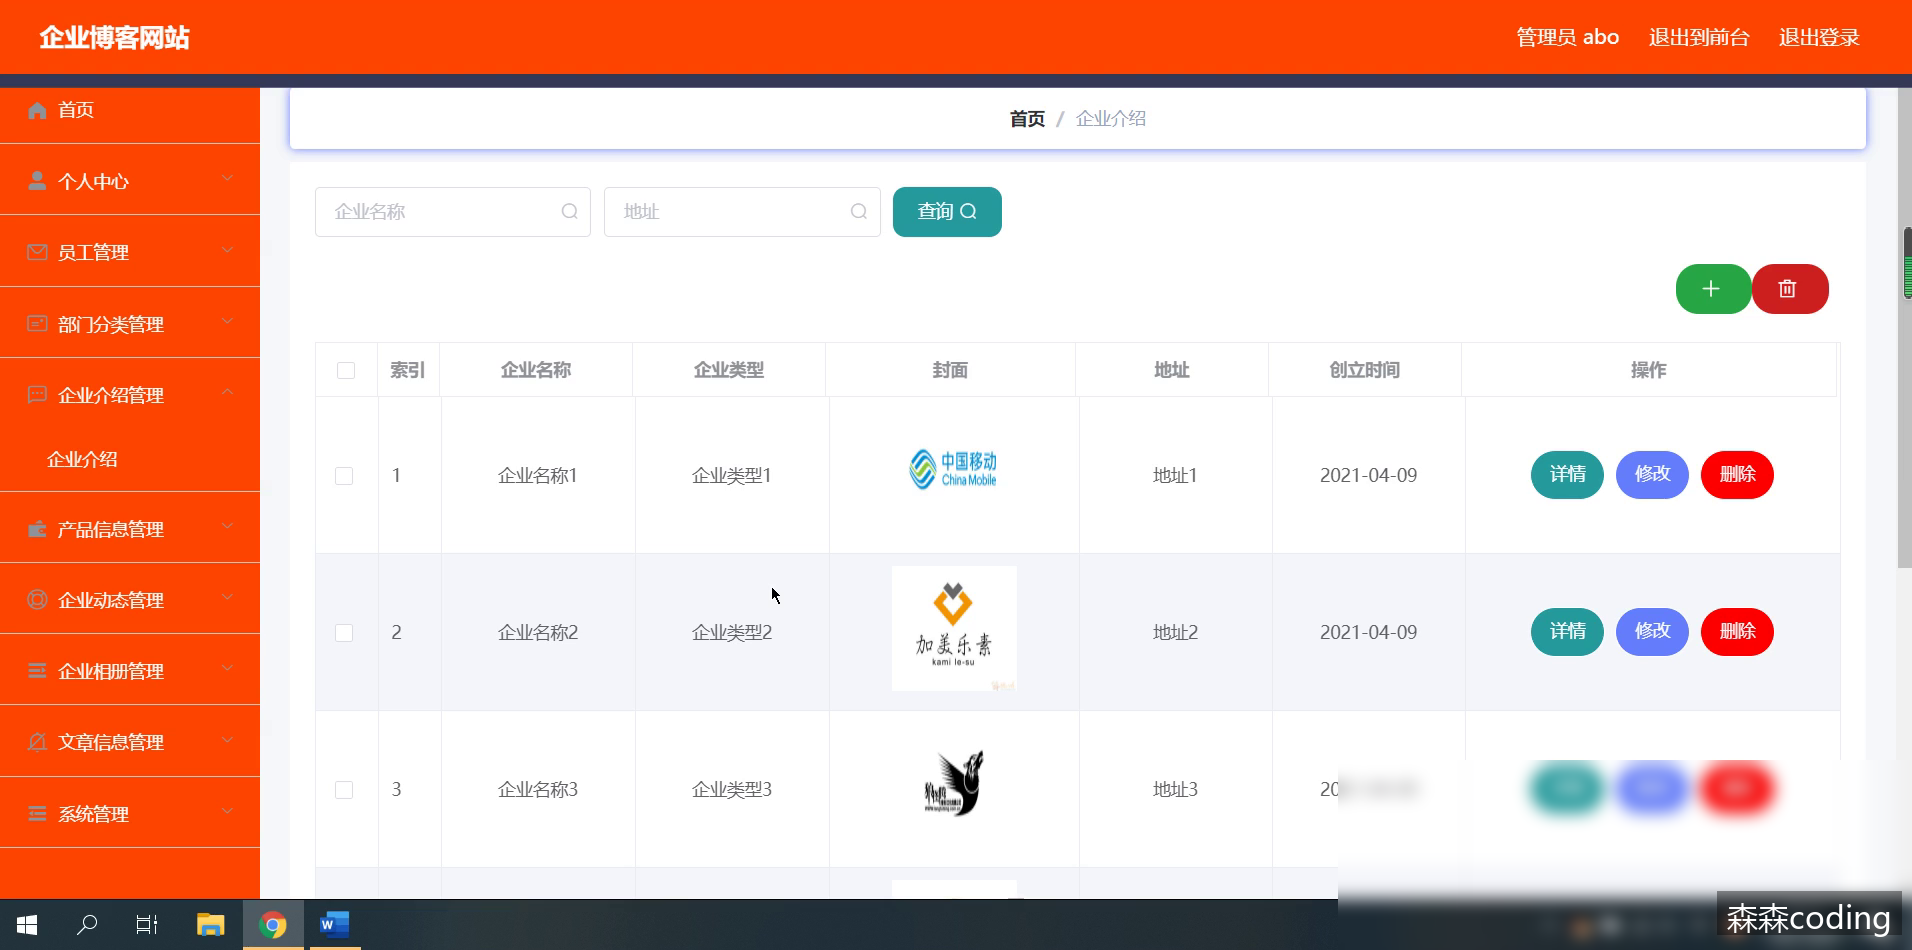 企业博客网站
管理员 abo 退出到前台 退出登录
首页
个人中心
员工管理
部门分类管理
企业介绍管理
企业介绍
产品信息管理
企业动态管理
企业相册管理
文章信息管理
系统管理
首页 / 企业介绍
企业名称 地址 查询
索引 企业名称 企业类型 封面 地址 创立时间 操作
1 企业名称1 企业类型1 中国移动 China Mobile 地址1 2021-04-09 详情 修改 删除
2 企业名称2 企业类型2 加美乐素 kami le-su 地址2 2021-04-09 详情 修改 删除
3 企业名称3 企业类型3 地址3 20
森森coding